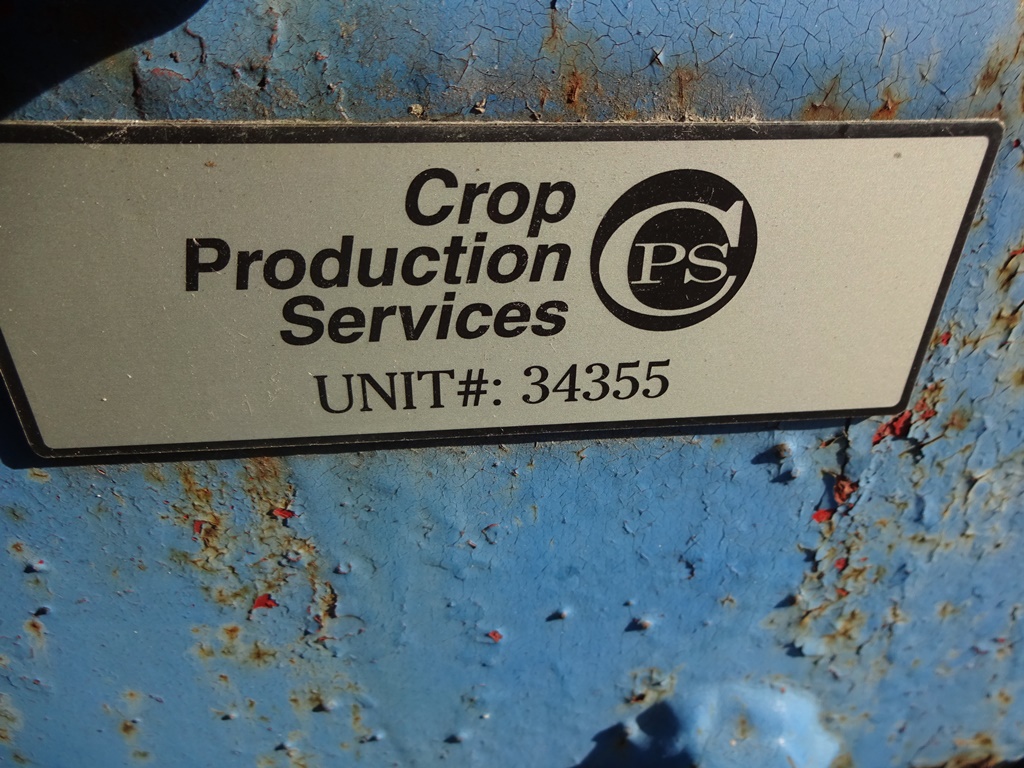 Crop
Production
Services
CPS
UNIT#: 34355